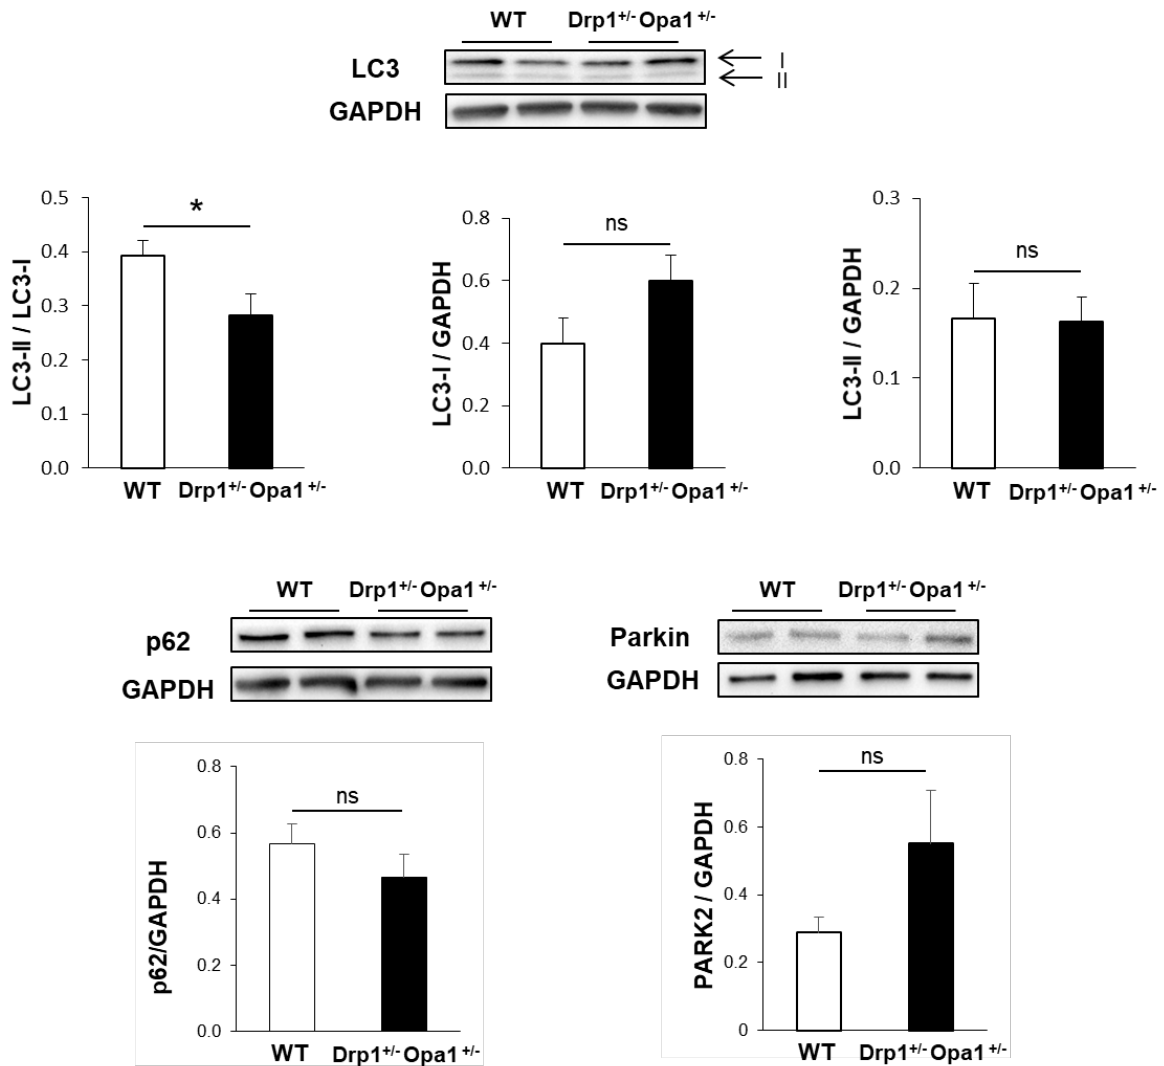 WT Drp1+/- Opa1 +/-
LC3 I
II
GAPDH
LC3-II / LC3-I
0.5
0.4
0.3
0.2
0.1
0.0
*
WT Drp1+/- Opa1 +/-
LC3-I / GAPDH
0.8
0.6
0.4
0.2
0.0
ns
WT Drp1+/- Opa1 +/-
LC3-II / GAPDH
0.3
0.2
0.1
0.0
ns
WT Drp1+/- Opa1 +/-
WT Drp1+/- Opa1 +/-
p62
GAPDH
p62/GAPDH
0.8
0.6
0.4
0.2
0.0
ns
WT Drp1+/- Opa1 +/-
WT Drp1+/- Opa1 +/-
Parkin
GAPDH
PARK2 / GAPDH
0.8
0.6
0.4
0.2
0
ns
WT Drp1+/- Opa1 +/-